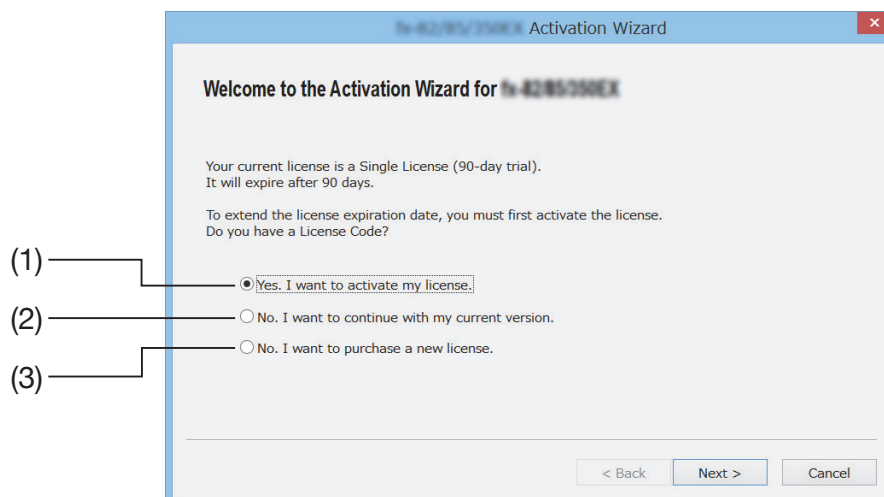 Activation Wizard
Welcome to the Activation Wizard for
Your current license is a Single License (90-day trial).
It will expire after 90 days.
To extend the license expiration date, you must first activate the license.
Do you have a License Code?
(1)
Yes. I want to activate my license.
(2)
No. I want to continue with my current version.
(3)
No. I want to purchase a new license.
< Back Next > Cancel